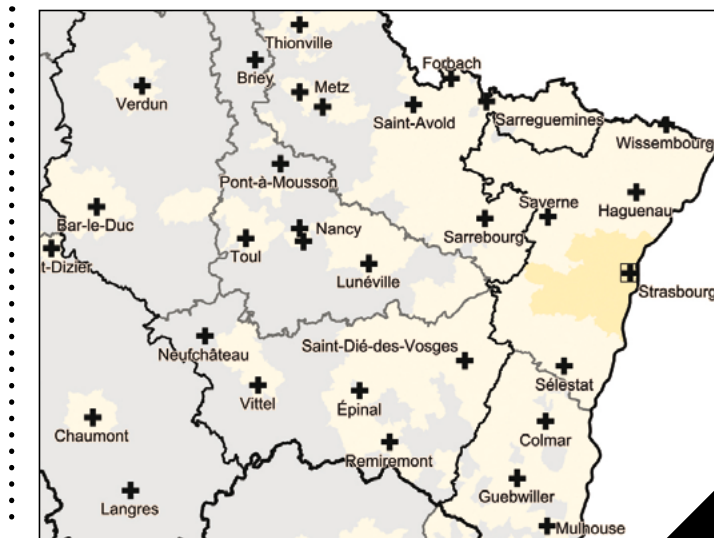 Thionville
Forbach
Briey
Metz
Verdun
Saint-Avold
Sarreguemines
Wissembourg
Pont-à-Mousson
Saverne
Haguenau
Bar-le-Duc
Nancy
Sarrebourg
Toul
t-Dizier
Lunéville
Strasbourg
Neufchâteau
Saint-Dié-des-Vosges
Sélestat
Vittel
Épinal
Chaumont
Colmar
Remiremont
Guebwiller
Langres
Mulhouse